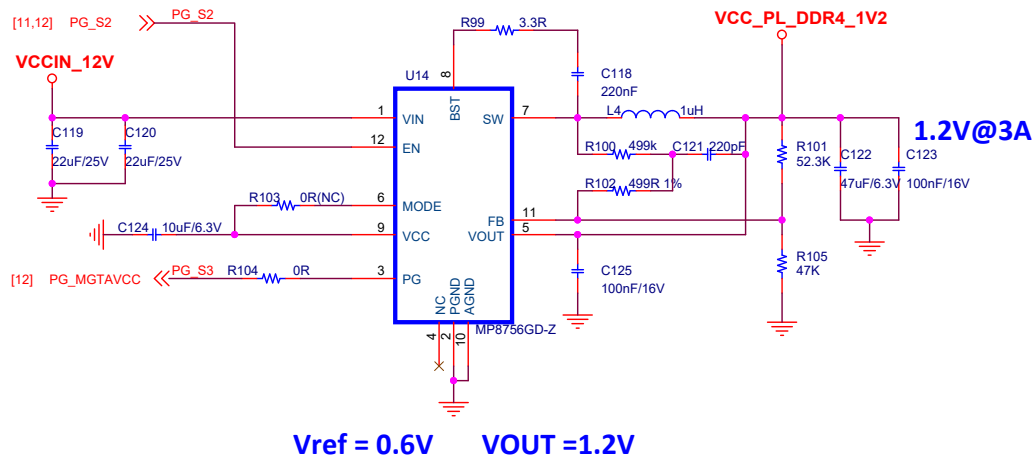 [11,12] PG_S2
PG_S2
VCCIN_12V
R99
3.3R
VCC_PL_DDR4_1V2
C118
220nF
U14
8
BST
L4
1uH
1
VIN
SW
7
1.2V@3A
C119
22uF/25V
C120
22uF/25V
12
EN
R100
499k
C121
220pF
R101
52.3K
C122
47uF/6.3V
C123
100nF/16V
R102
499R 1%
R103
0R(NC)
6
MODE
C124
10uF/6.3V
9
VCC
FB
11
VOUT
5
[12] PG_MGTAVCC
PG_S3
R104
0R
3
PG
C125
100nF/16V
R105
47K
NC
PGND
AGND
4
2
10
MP8756GD-Z
Vref = 0.6V
VOUT =1.2V